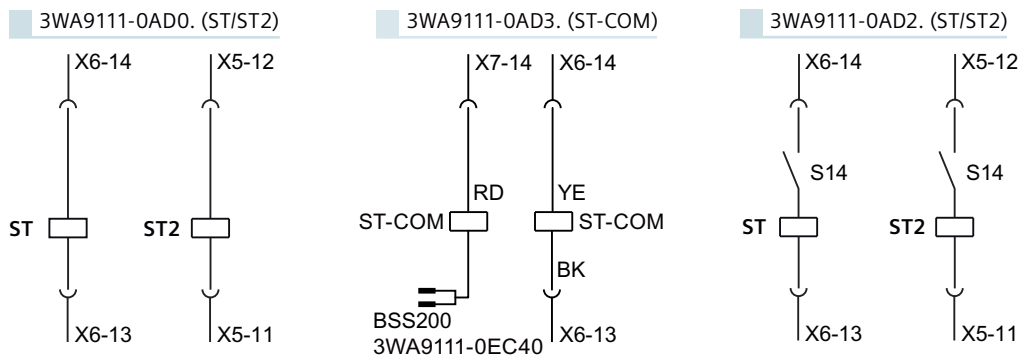 3WA9111-0AD0. (ST/ST2)
X6-14
X5-12
ST
ST2
X6-13
X5-11
3WA9111-0AD3. (ST-COM)
X7-14
X6-14
RD
YE
ST-COM
ST-COM
BK
BSS200
3WA9111-0EC40
X6-13
3WA9111-0AD2. (ST/ST2)
X6-14
X5-12
S14
S14
ST
ST2
X6-13
X5-11